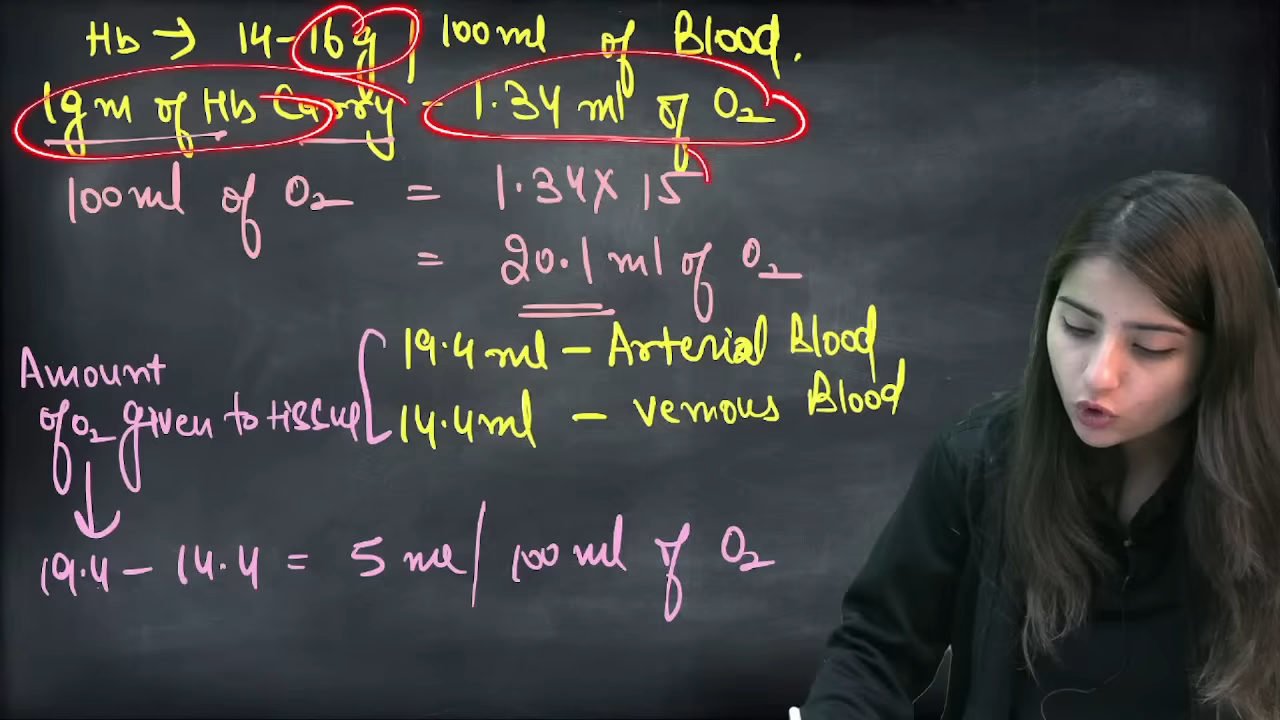 Hb → 14-16g | 100ml of Blood.
1gm of Hb Carry - 1.34 ml of O2
100ml of O2 = 1.34 x 15
= 20.1 ml of O2
19.4 ml - Arterial Blood
14.4 ml - venous Blood
Amount
of O2 given to tissue
↓
19.4 - 14.4 = 5 ml / 100 ml of O2